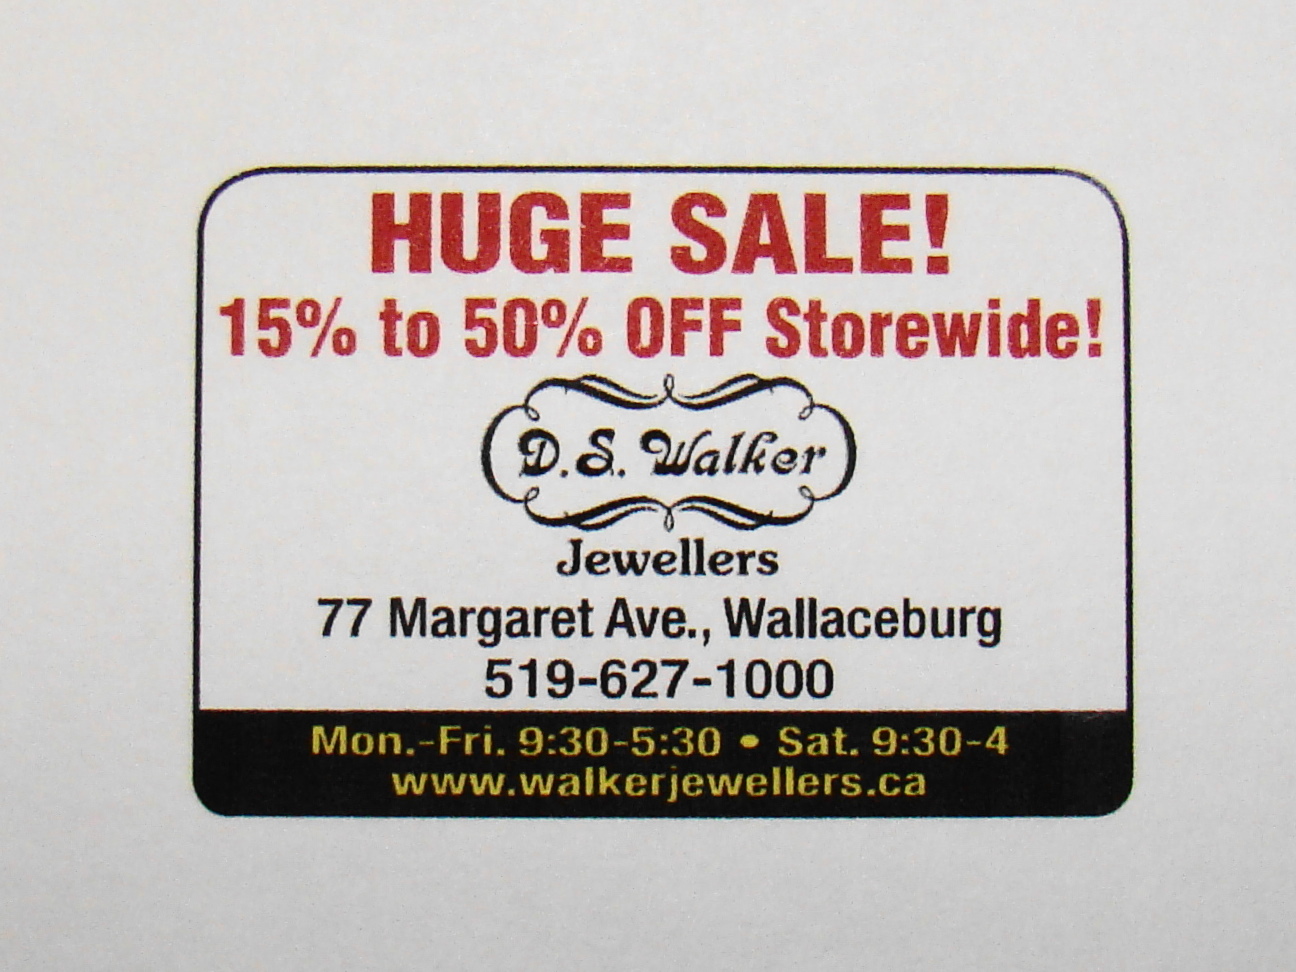 HUGE SALE!
15% to 50% OFF Storewide!
D.S. Walker
Jewellers
77 Margaret Ave., Wallaceburg
519-627-1000
Mon.-Fri. 9:30-5:30 • Sat. 9:30-4
www.walkerjewellers.ca